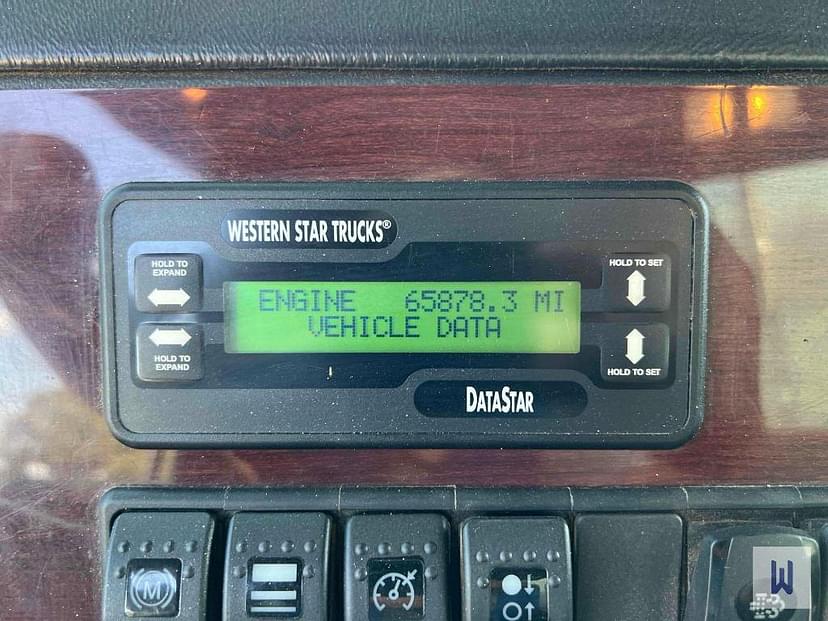 WESTERN STAR TRUCKS®
HOLD TO
EXPAND
HOLD TO SET
ENGINE 65878.3 MI
VEHICLE DATA
HOLD TO
EXPAND
HOLD TO SET
DATASTAR
M
W